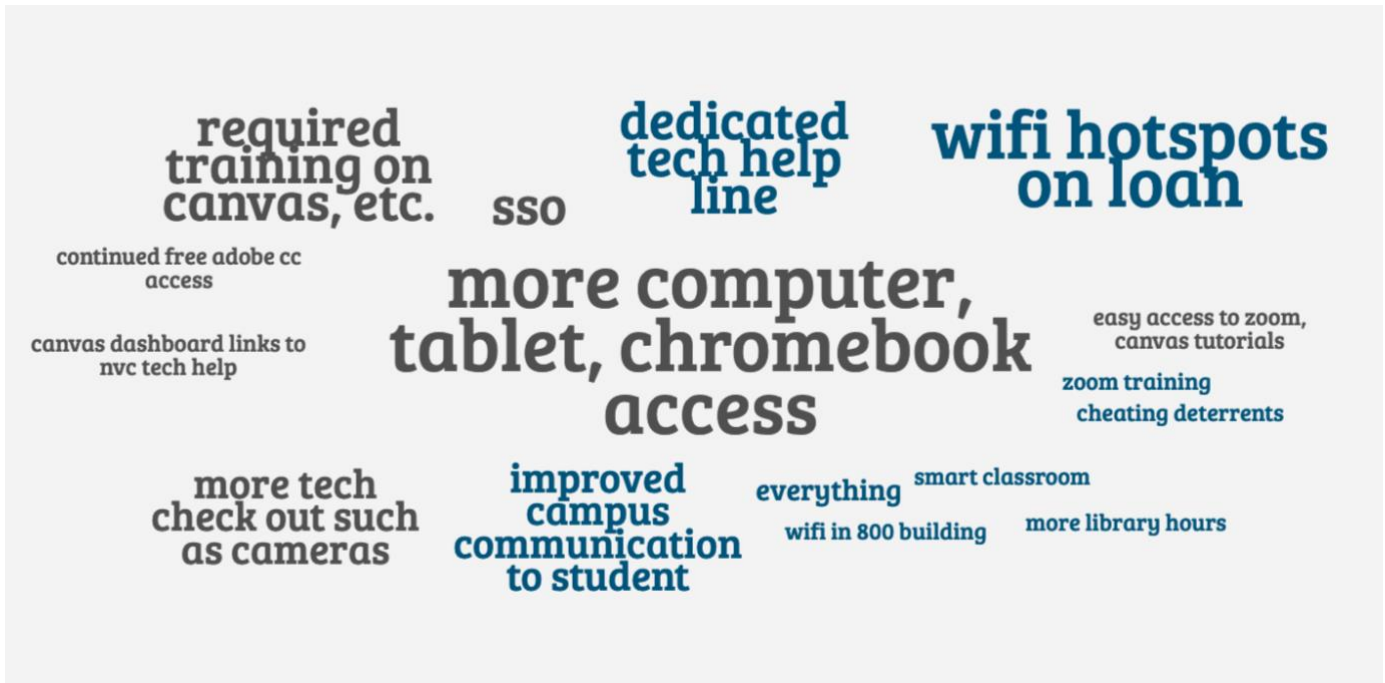 required
training on
canvas, etc.
sso
dedicated
tech help
line
wifi hotspots
on loan
continued free adobe cc
access
canvas dashboard links to
nvc tech help
more computer,
tablet, chromebook
access
easy access to zoom,
canvas tutorials
zoom training
cheating deterrents
more tech
check out such
as cameras
improved
campus
communication
to student
everything
smart classroom
wifi in 800 building
more library hours